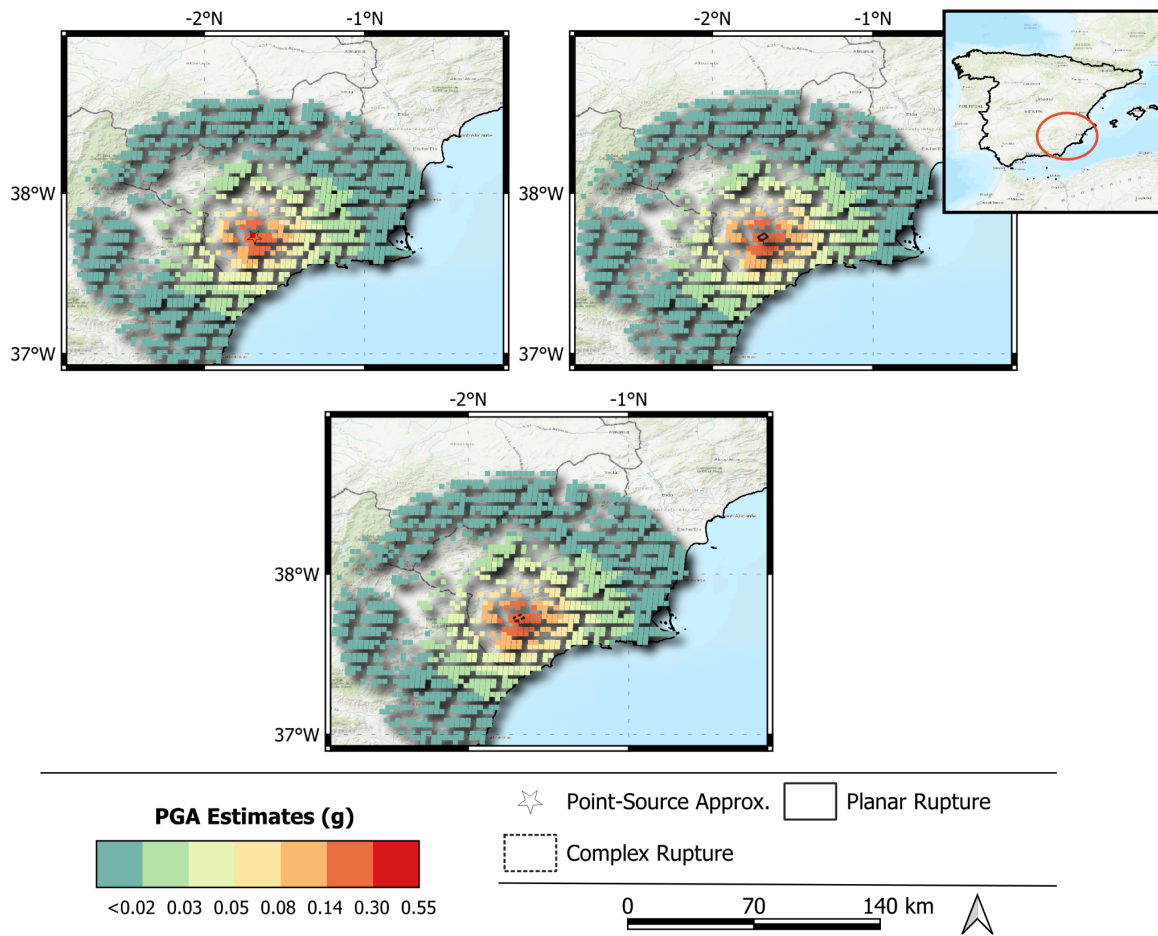 -2°W -1°W
-2°W -1°W
38°W
38°W
37°W
37°W
SPAIN
-2°W -1°W
38°W
37°W
PGA Estimates (g)
<0.02 0.03 0.05 0.08 0.14 0.30 0.55
Point-Source Approx.
Planar Rupture
Complex Rupture
0 70 140 km